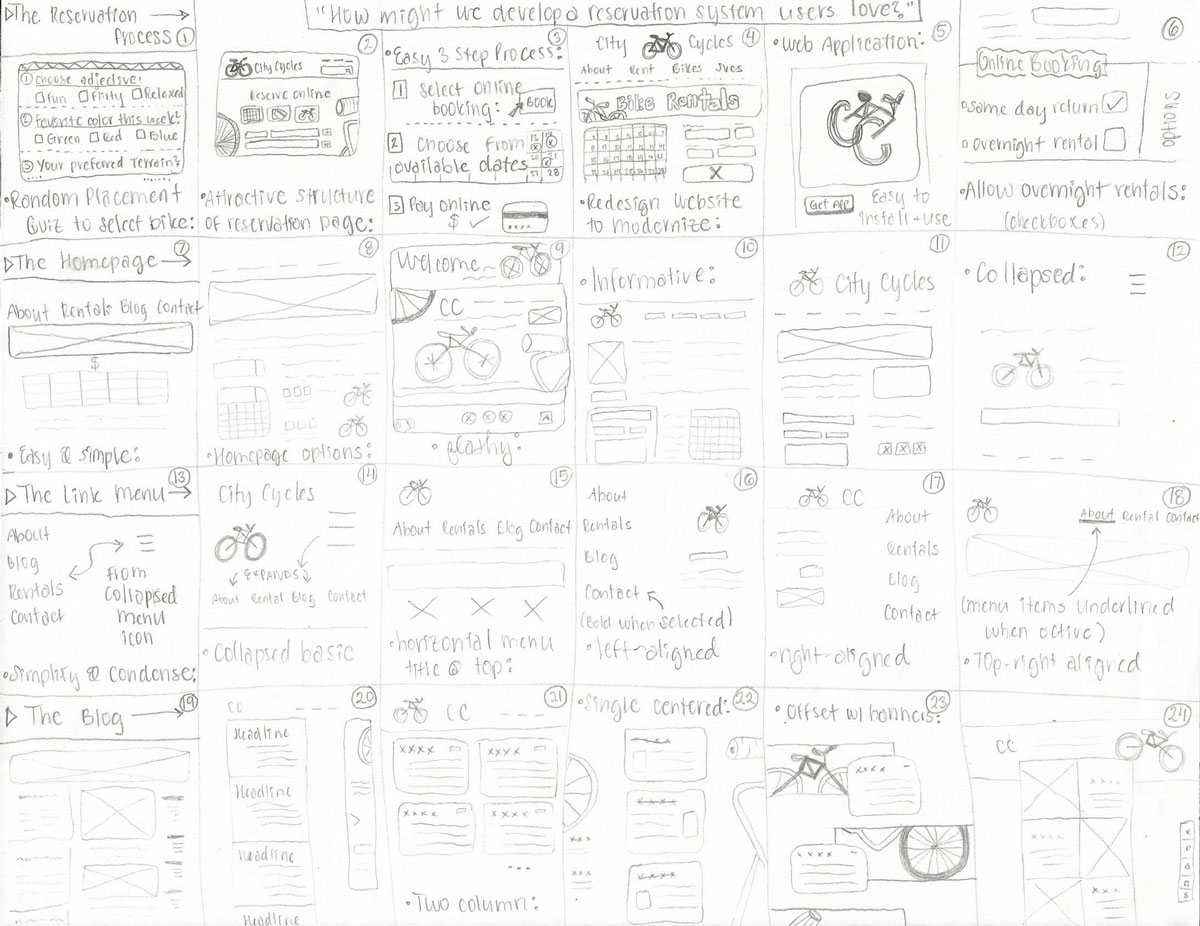 "How might we develop a reservation system users love?"
▷The Reservation
Process ①
① Choose adjective:
☐Fun ☐Flirty ☐Relaxed
② Favorite color this week?
☐Green ☐Red ☐Blue
③ Your preferred Terrain?
•Random Placement
Quiz to select bike:
②
City Cycles
Reserve online
•Attractive structure
of reservation page:
③
•Easy 3 Step Process:
1 Select online
booking: BOOK
2 Choose from
available dates
21 28
3 Pay online
$ ✓
xxxx
④
City Cycles
About Rent Bikes Svcs
Bike Rentals
X
•Redesign website
to modernize:
⑤
•Web Application:
Get App
Easy to
install + use
⑥
Online Booking
•same day return ☑
•overnight rental ☐
OPTIONS
•Allow overnight rentals:
(checkboxes)
⑦
▷The Homepage
About Rentals Blog Contact
$
•Easy & Simple:
⑧
•Homepage options:
⑨
Welcome
CC
•flashy:
⑩
•Informative:
⑪
City Cycles
⑫
•Collapsed:
⑬
▷The Link Menu
About
Blog
Rentals
Contact
from
collapsed
menu
icon
•Simplify & Condense:
⑭
City Cycles
EXPANDS
About Rental Blog Contact
•Collapsed basic
⑮
About Rentals Blog Contact
•horizontal menu
title @ top:
⑯
About
Rentals
Blog
Contact
(Bold when selected)
•left-aligned
⑰
CC
About
Rentals
Blog
Contact
•right-aligned
⑱
About Rental Contact
(menu items underlined
when active)
•Top-right aligned
⑲
▷ The Blog
⑳
CC
Headline
Headline
Headline
Headline
㉑
CC
xxxx
xxxx
xxxx
xxxx
•Two column:
㉒
•Single centered:
xxx
xxx
㉓
•Offset w/ banners:
xxxx
xxxx
㉔
CC
xxxx
xxxx
xxx